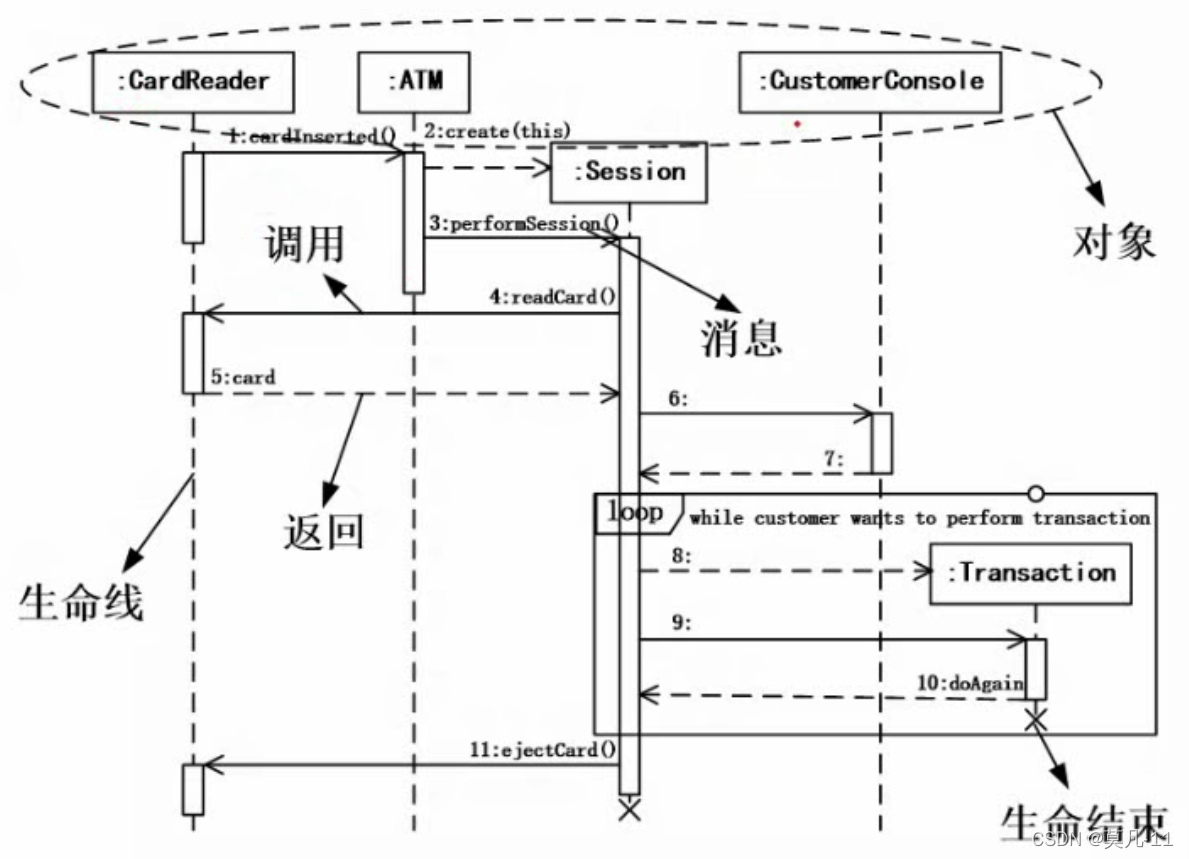 :CardReader
:ATM
:CustomerConsole
1:cardInserted()
2:create(this)
:Session
3:performSession()
对象
调用
4:readCard()
消息
5:card
6:
7:
返回
loop
while customer wants to perform transaction
8:
:Transaction
生命线
9:
10:doAgain
11:ejectCard()
生命结束
CSDN @莫凡-11